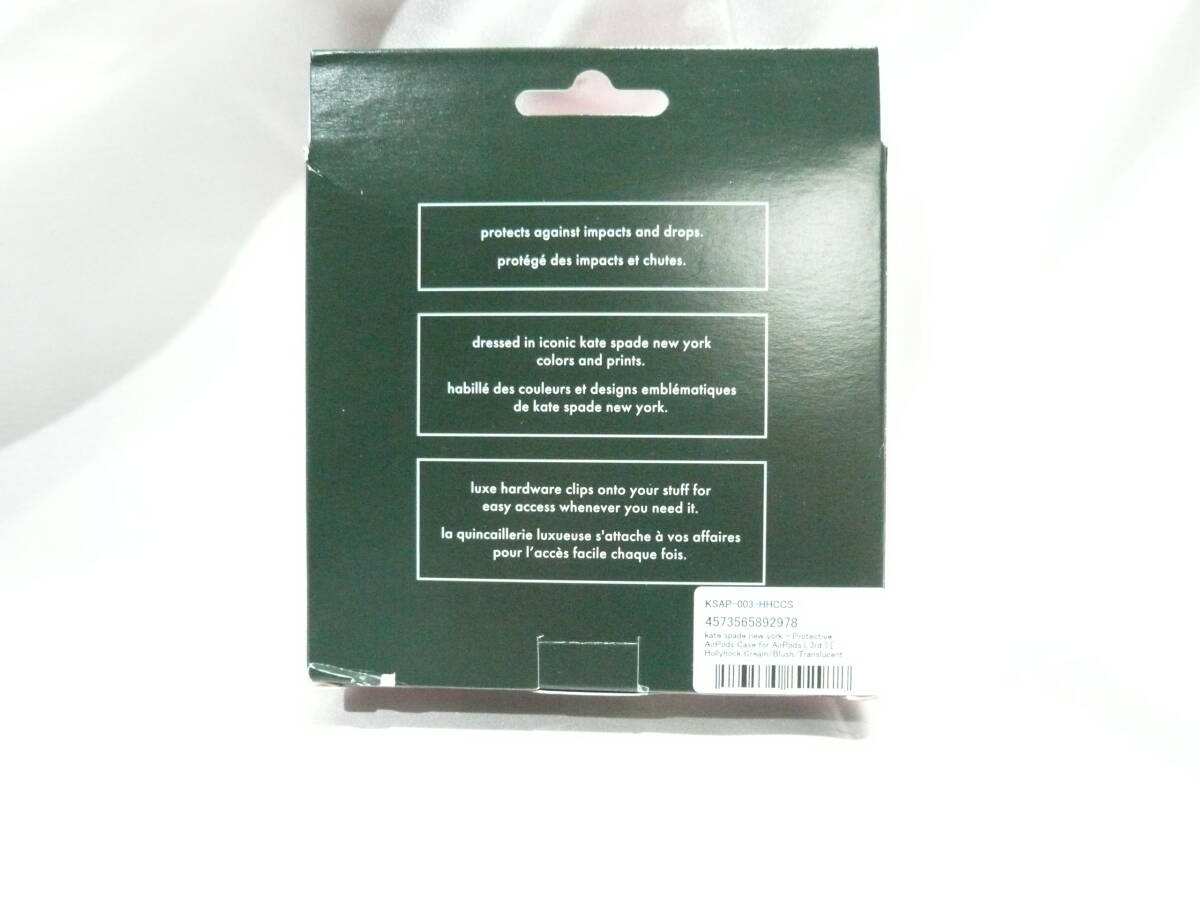 protects against impacts and drops.
protégé des impacts et chutes.
dressed in iconic kate spade new york
colors and prints.
habillé des couleurs et designs emblématiques
de kate spade new york.
luxe hardware clips onto your stuff for
easy access whenever you need it.
la quincaillerie luxueuse s'attache à vos affaires
pour l'accès facile chaque fois.
KSAP-003-HHCCS
4573565892978
kate spade new york - Protective
AirPods Case for AirPods ( 3rd ) [
Hollyhock Cream/Blush/Translucent